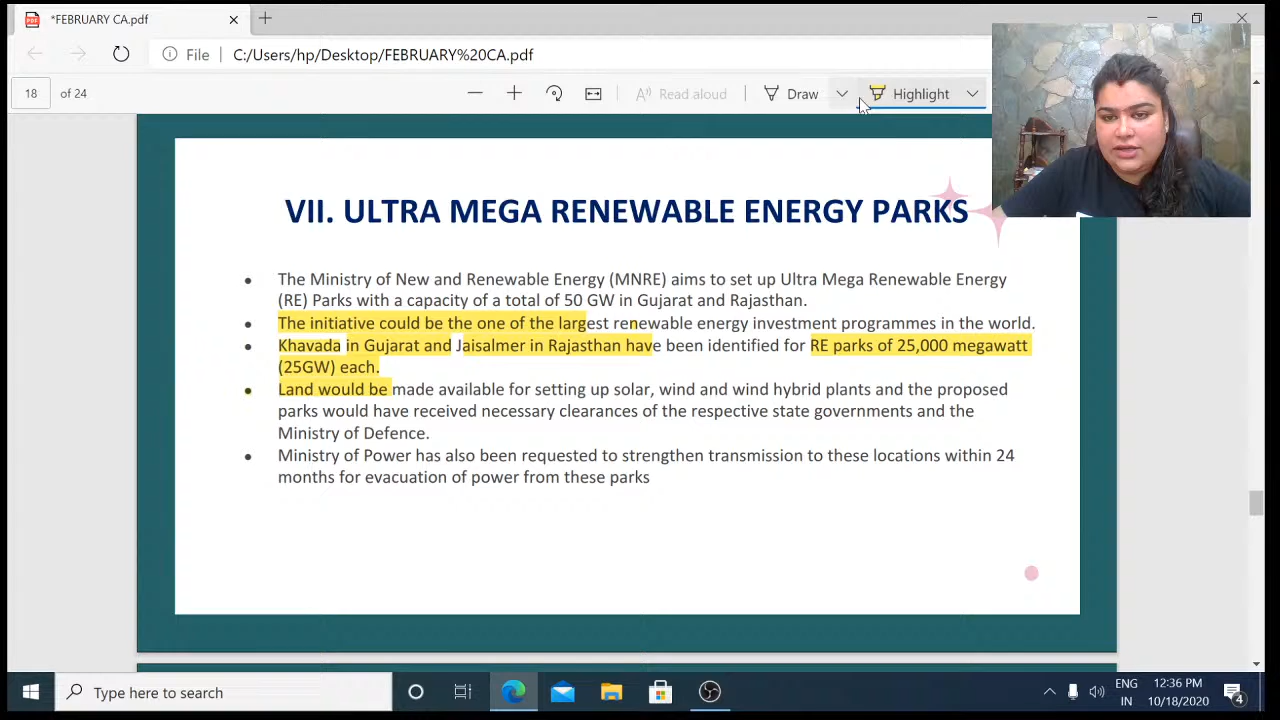 *FEBRUARY CA.pdf
File C:/Users/hp/Desktop/FEBRUARY%20CA.pdf
18 of 24 Read aloud Draw Highlight
VII. ULTRA MEGA RENEWABLE ENERGY PARKS
• The Ministry of New and Renewable Energy (MNRE) aims to set up Ultra Mega Renewable Energy
(RE) Parks with a capacity of a total of 50 GW in Gujarat and Rajasthan.
• The initiative could be the one of the largest renewable energy investment programmes in the world.
• Khavada in Gujarat and Jaisalmer in Rajasthan have been identified for RE parks of 25,000 megawatt
(25GW) each.
• Land would be made available for setting up solar, wind and wind hybrid plants and the proposed
parks would have received necessary clearances of the respective state governments and the
Ministry of Defence.
• Ministry of Power has also been requested to strengthen transmission to these locations within 24
months for evacuation of power from these parks
Type here to search
ENG 12:36 PM
IN 10/18/2020 4